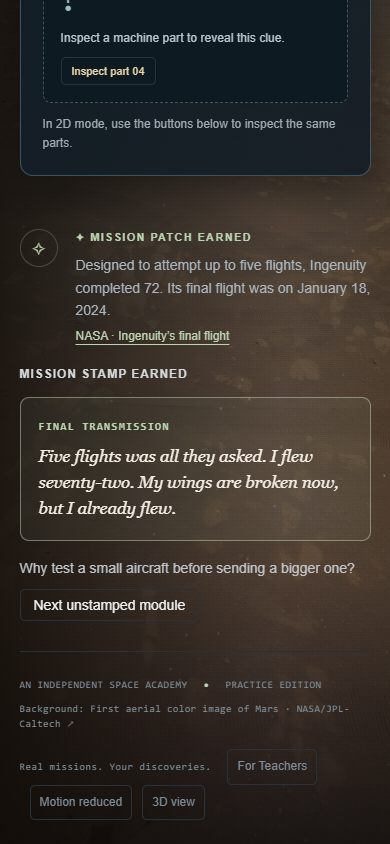 Inspect a machine part to reveal this clue.
Inspect part 04
In 2D mode, use the buttons below to inspect the same
parts.
✦ MISSION PATCH EARNED
Designed to attempt up to five flights, Ingenuity
completed 72. Its final flight was on January 18,
2024.
NASA · Ingenuity's final flight
MISSION STAMP EARNED
FINAL TRANSMISSION
Five flights was all they asked. I flew
seventy-two. My wings are broken now,
but I already flew.
Why test a small aircraft before sending a bigger one?
Next unstamped module
AN INDEPENDENT SPACE ACADEMY • PRACTICE EDITION
Background: First aerial color image of Mars · NASA/JPL-
Caltech ↗
Real missions. Your discoveries. For Teachers
Motion reduced 3D view